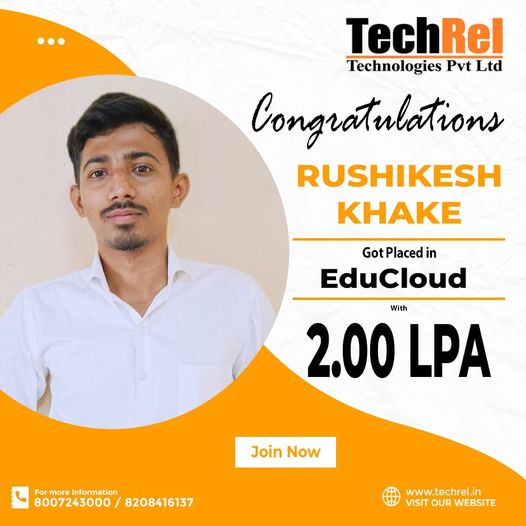 TechRel
Technologies Pvt Ltd
Congratulations
RUSHIKESH
KHAKE
Got Placed in
EduCloud
With
2.00 LPA
Join Now
For more information
8007243000 / 8208416137
www.techrel.in
VISIT OUR WEBSITE